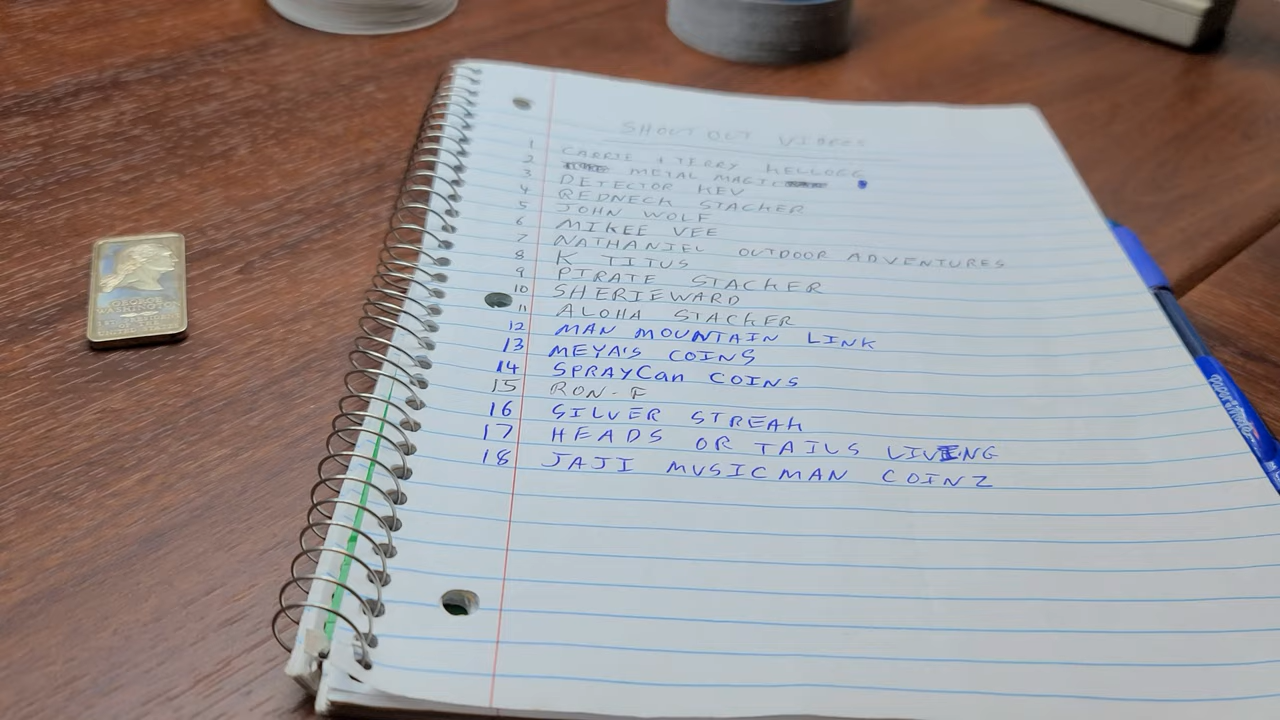 SHOUT OUT VIDEOS
1 CARRIE + TERRY KELLOGG
2 METAL MAGIC
3 DETECTOR KEV
4 REDNECK STACKER
5 JOHN WOLF
6 MIKEE VEE
7 NATHANIEL OUTDOOR ADVENTURES
8 K TITUS
9 PIRATE STACKER
10 SHERIEWARD
11 ALOHA STACKER
12 MAN MOUNTAIN LINK
13 MEYA'S COINS
14 SPRAYCan COINS
15 RON-F
16 SILVER STREAK
17 HEADS OR TAILS LIVING
18 JAJI MUSICMAN COINZ
GEORGE
WASHINGTON